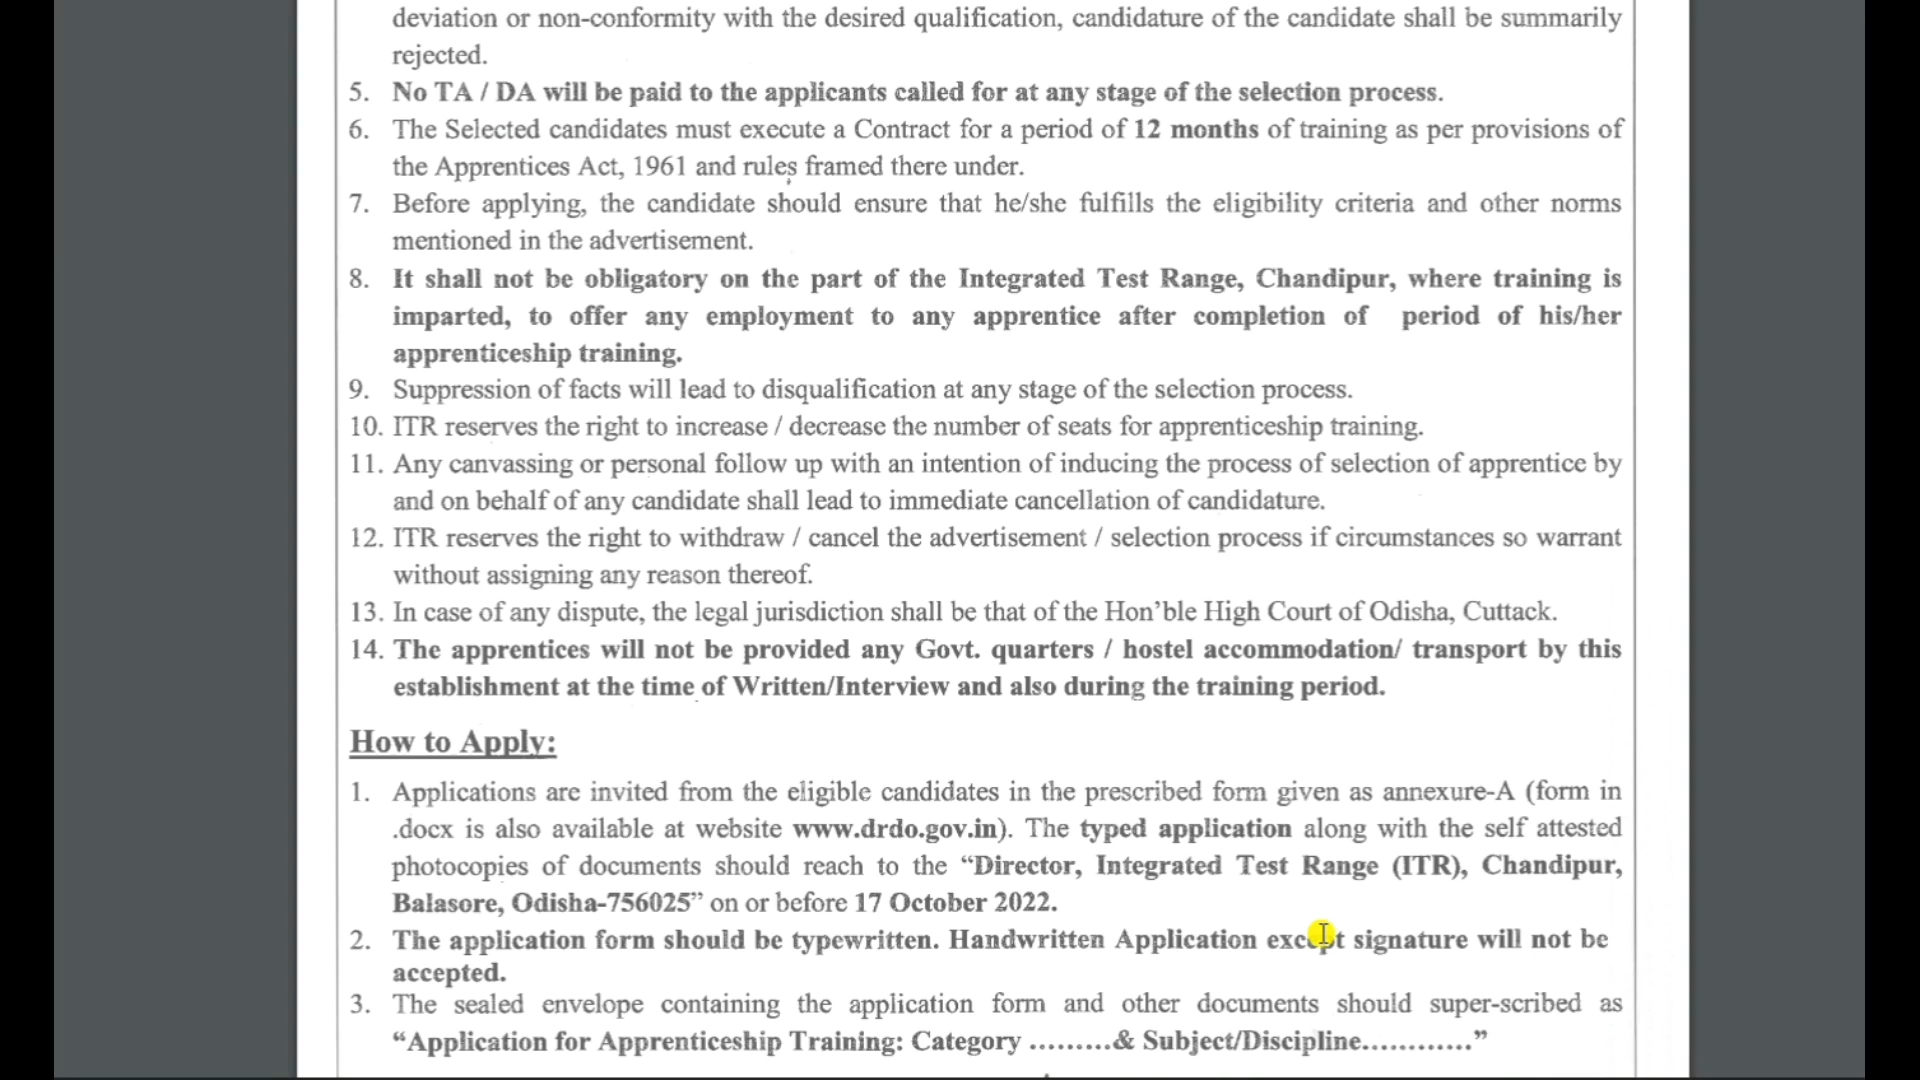 deviation or non-conformity with the desired qualification, candidature of the candidate shall be summarily
rejected.
5. No TA / DA will be paid to the applicants called for at any stage of the selection process.
6. The Selected candidates must execute a Contract for a period of 12 months of training as per provisions of
the Apprentices Act, 1961 and rules framed there under.
7. Before applying, the candidate should ensure that he/she fulfills the eligibility criteria and other norms
mentioned in the advertisement.
8. It shall not be obligatory on the part of the Integrated Test Range, Chandipur, where training is
imparted, to offer any employment to any apprentice after completion of period of his/her
apprenticeship training.
9. Suppression of facts will lead to disqualification at any stage of the selection process.
10. ITR reserves the right to increase / decrease the number of seats for apprenticeship training.
11. Any canvassing or personal follow up with an intention of inducing the process of selection of apprentice by
and on behalf of any candidate shall lead to immediate cancellation of candidature.
12. ITR reserves the right to withdraw / cancel the advertisement / selection process if circumstances so warrant
without assigning any reason thereof.
13. In case of any dispute, the legal jurisdiction shall be that of the Hon’ble High Court of Odisha, Cuttack.
14. The apprentices will not be provided any Govt. quarters / hostel accommodation/ transport by this
establishment at the time of Written/Interview and also during the training period.
How to Apply:
1. Applications are invited from the eligible candidates in the prescribed form given as annexure-A (form in
.docx is also available at website www.drdo.gov.in). The typed application along with the self attested
photocopies of documents should reach to the “Director, Integrated Test Range (ITR), Chandipur,
Balasore, Odisha-756025” on or before 17 October 2022.
2. The application form should be typewritten. Handwritten Application except signature will not be
accepted.
3. The sealed envelope containing the application form and other documents should super-scribed as
“Application for Apprenticeship Training: Category .........& Subject/Discipline............”